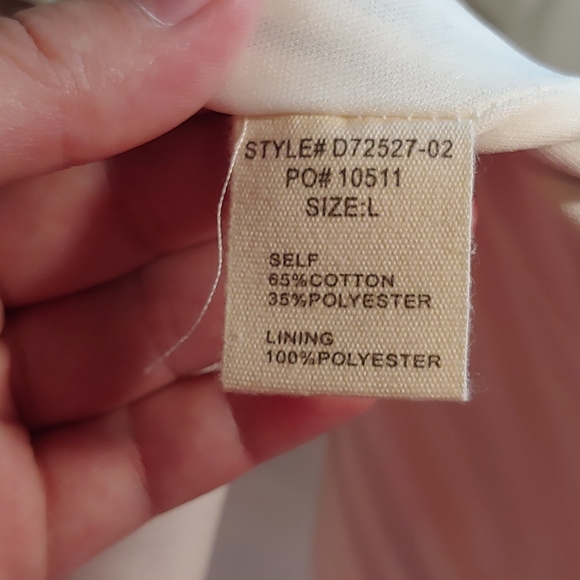 STYLE# D72527-02
PO# 10511
SIZE:L
SELF
65%COTTON
35%POLYESTER
LINING
100%POLYESTER